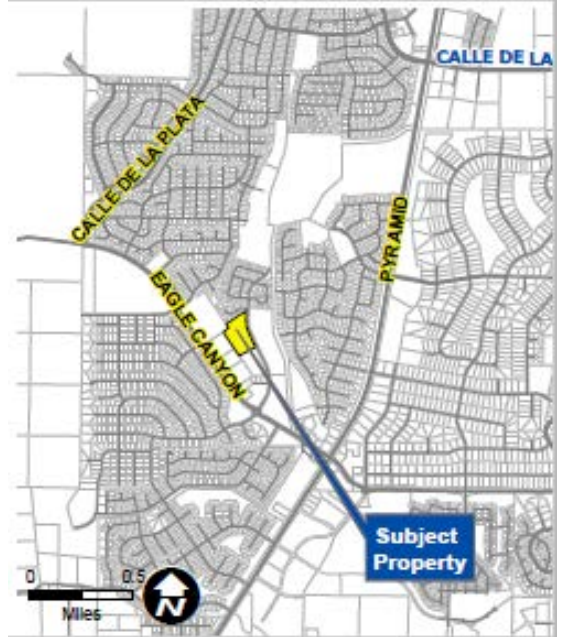 CALLE DE LA
CALLE DE LA PLATA
PYRAMID
EAGLE CANYON
Subject
Property
0 0.5
Miles
N